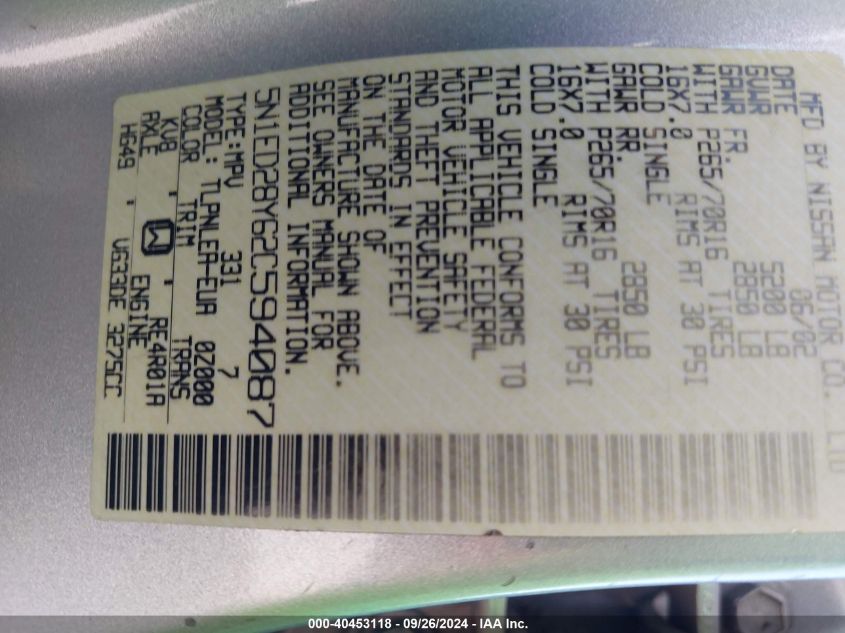 MFD BY NISSAN MOTOR CO., LTD
DATE 06/02
GVWR 5200 LB
GAWR FR. 2850 LB
WITH P265/70R16 TIRES
16X7.0 RIMS AT 30 PSI
COLD SINGLE
GAWR RR. 2850 LB
WITH P265/70R16 TIRES
16X7.0 RIMS AT 30 PSI
COLD SINGLE
THIS VEHICLE CONFORMS TO
ALL APPLICABLE FEDERAL
MOTOR VEHICLE SAFETY
AND THEFT PREVENTION
STANDARDS IN EFFECT
ON THE DATE OF
MANUFACTURE SHOWN ABOVE.
SEE OWNERS MANUAL FOR
ADDITIONAL INFORMATION.
5N1ED28Y62C594087
TYPE:MPV 331 7
MODEL: TLPNLEA-EUA 0Z000
COLOR TRIM TRANS
KV8 W RE4R01A
AXLE ENGINE
HG49 VG33DE 3275CC
000-40453118 - 09/26/2024 - IAA Inc.